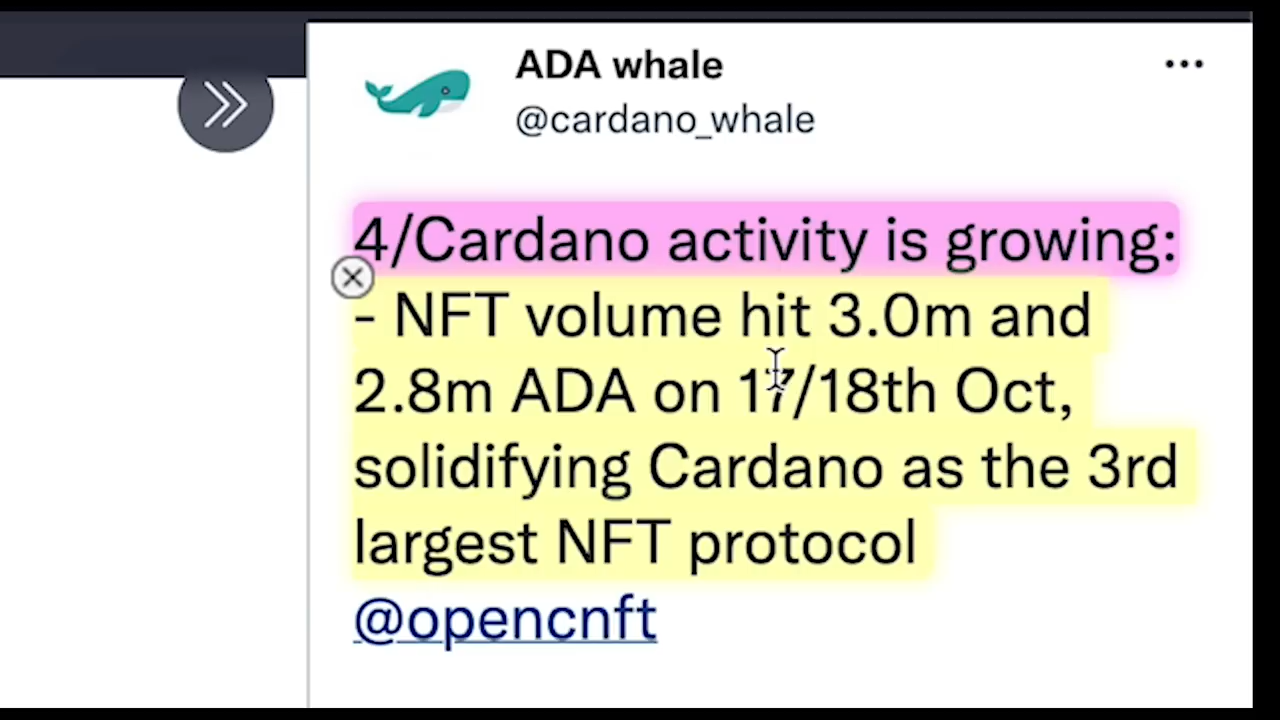 ADA whale
@cardano_whale
4/Cardano activity is growing:
- NFT volume hit 3.0m and
2.8m ADA on 17/18th Oct,
solidifying Cardano as the 3rd
largest NFT protocol
@opencnft